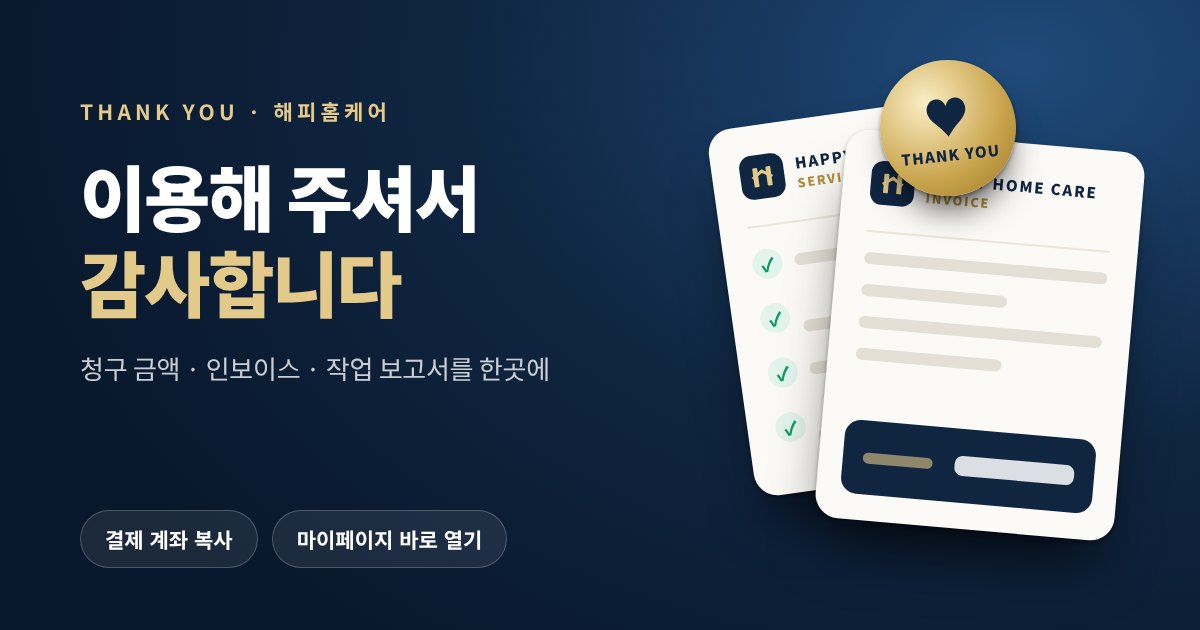 THANK YOU · 해피홈케어
이용해 주셔서
감사합니다
청구 금액 · 인보이스 · 작업 보고서를 한곳에
결제 계좌 복사
마이페이지 바로 열기
THANK YOU
HOME CARE
INVOICE